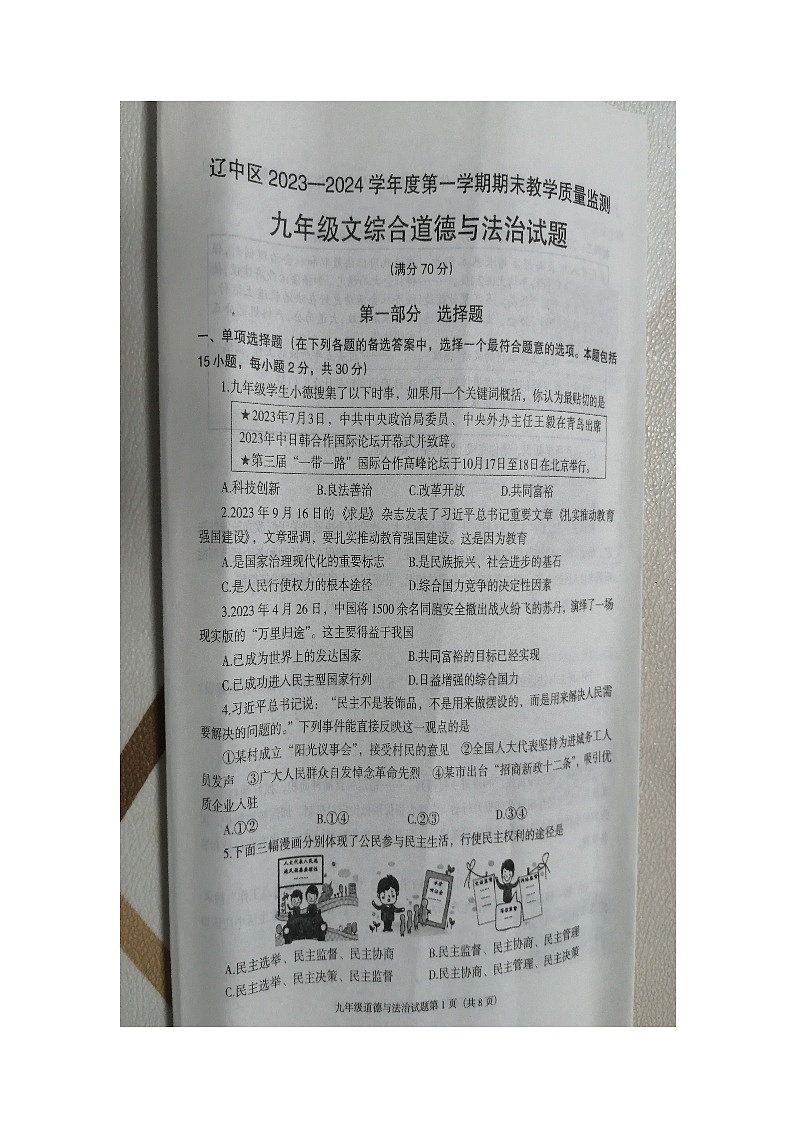 辽中区 2023—2024 学年度第一学期期末教学质量监测
九年级文综合道德与法治试题
(满分 70 分)
第一部分 选择题
一、单项选择题（在下列各题的备选答案中，选择一个最符合题意的选项。本题包括
15 小题，每小题 2 分，共 30 分）
1.九年级学生小德搜集了以下时事，如果用一个关键词概括，你认为最贴切的是
★2023年7月3日，中共中央政治局委员、中央外办主任王毅在青岛出席
2023年中日韩合作国际论坛开幕式并致辞。
★第三届“一带一路”国际合作高峰论坛于10月17日至18日在北京举行。
A.科技创新 B.良法善治 C.改革开放 D.共同富裕
2.2023 年 9 月 16 日的《求是》杂志发表了习近平总书记重要文章《扎实推动教育
强国建设》，文章强调，要扎实推动教育强国建设。这是因为教育
A.是国家治理现代化的重要标志 B.是民族振兴、社会进步的基石
C.是人民行使权力的根本途径 D.综合国力竞争的决定性因素
3.2023 年 4 月 26 日，中国将 1500 余名同胞安全撤出战火纷飞的苏丹，演绎了一场
现实版的“万里归途”。这主要得益于我国
A.已成为世界上的发达国家 B.共同富裕的目标已经实现
C.已成功进入民主型国家行列 D.日益增强的综合国力
4.习近平总书记说：“民主不是装饰品，不是用来做摆设的，而是用来解决人民需
要解决的问题的。”下列事件能直接反映这一观点的是
①某村成立“阳光议事会”，接受村民的意见 ②全国人大代表坚持为进城务工人
员发声 ③广大人民群众自发悼念革命先烈 ④某市出台“招商新政十二条”，吸引优
质企业入驻
A.①② B.①④ C.②③ D.③④
5.下面三幅漫画分别体现了公民参与民主生活，行使民主权利的途径是
A.民主选举、民主监督、民主协商 B.民主监督、民主协商、民主管理
C.民主选举、民主决策、民主监督 D.民主协商、民主管理、民主决策
九年级道德与法治试题第 1 页（共 8 页）